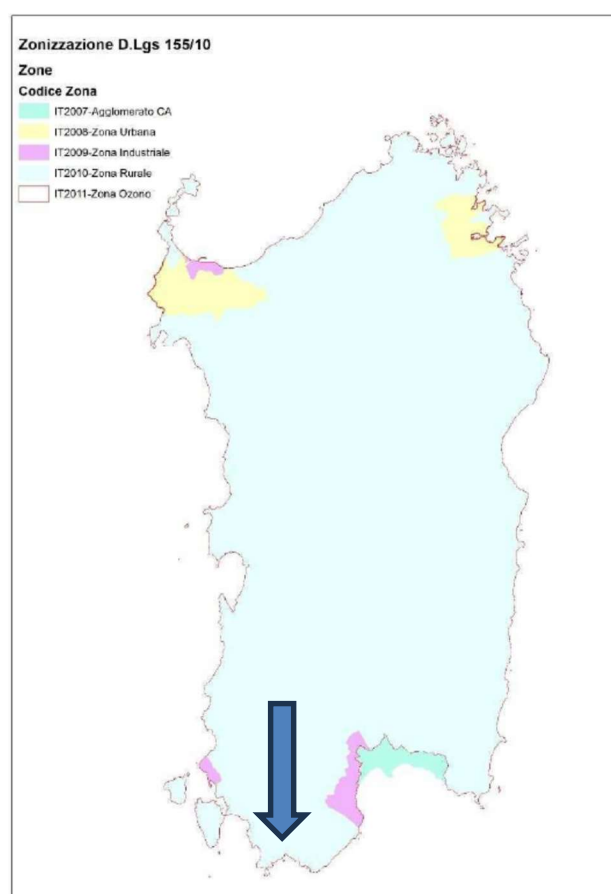 Zonizzazione D.Lgs 155/10
Zone
Codice Zona
IT2007-Agglomerato CA
IT2008-Zona Urbana
IT2009-Zona Industriale
IT2010-Zona Rurale
IT2011-Zona Ozono